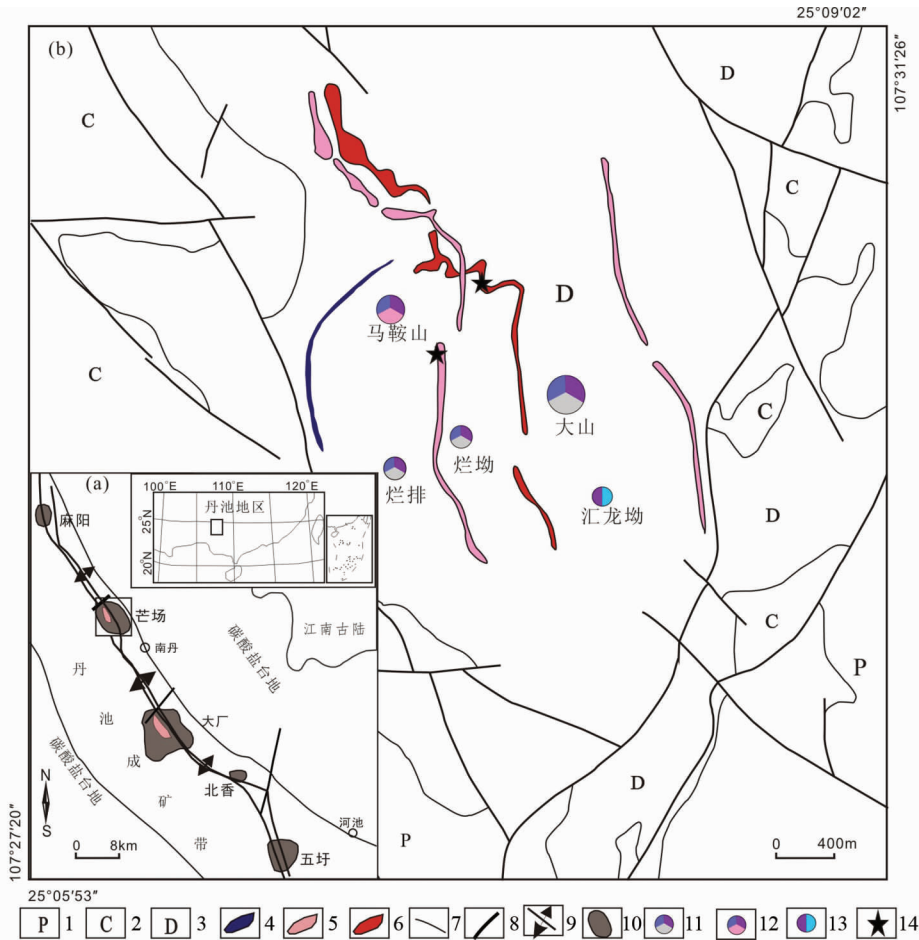 25°09′02″
(b)
107°31′26″
D
C
C
D
马鞍山
C
C
大山
烂坳
烂排
汇龙坳
D
(a)
100°E 110°E 120°E
丹池地区
25°N
20°N
麻阳
芒场
南丹
碳酸盐台地
江南古陆
C
P
丹池成矿带
大厂
碳酸盐台地
北香
N
S
河池
五圩
0 8km
D
P
0 400m
107°27′20″
25°05′53″
P 1 C 2 D 3 4 5 6 7 8 9 10 11 12 13 14